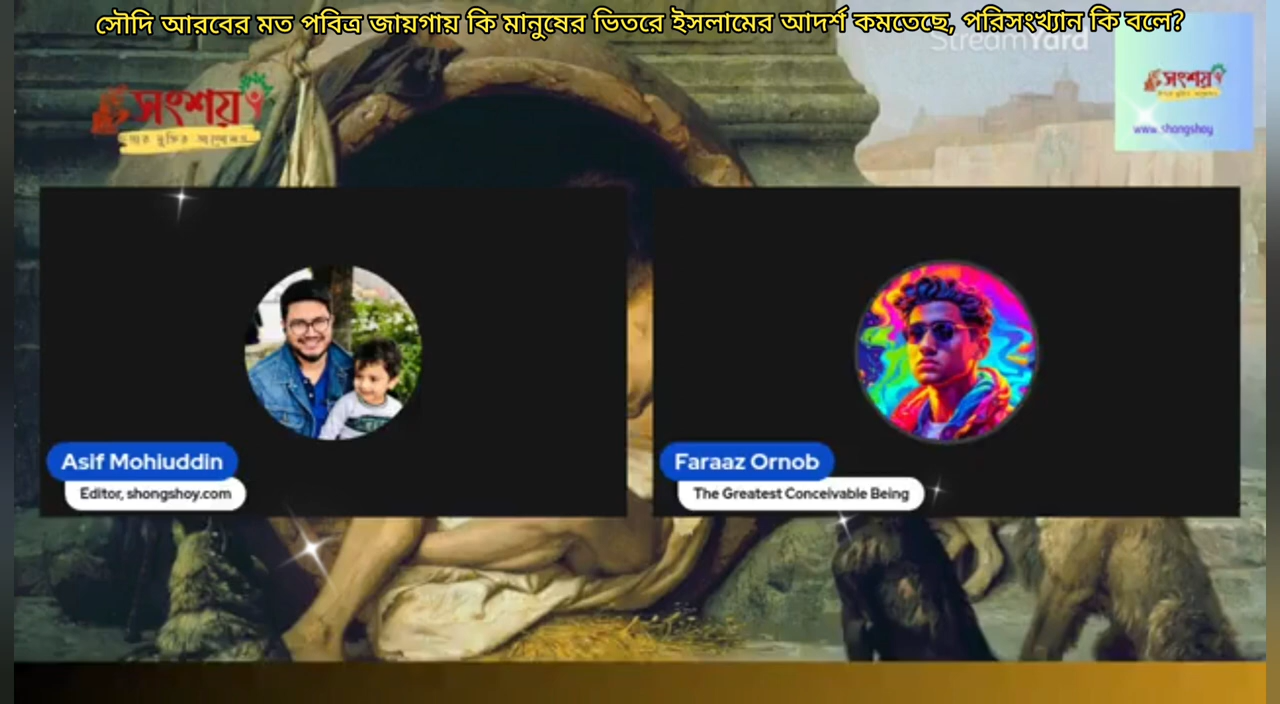 সৌদি আরবের মত পবিত্র জায়গায় কি মানুষের ভিতরে ইসলামের আদর্শ কমতেছে, পরিসংখ্যান কি বলে?
StreamYard
সংশয়
সংশয়
www.shongshoy
Asif Mohiuddin
Editor, shongshoy.com
Faraaz Ornob
The Greatest Conceivable Being